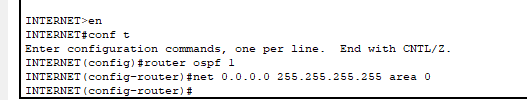 INTERNET>en
INTERNET#conf t
Enter configuration commands, one per line.  End with CNTL/Z.
INTERNET(config)#router ospf 1
INTERNET(config-router)#net 0.0.0.0 255.255.255.255 area 0
INTERNET(config-router)#